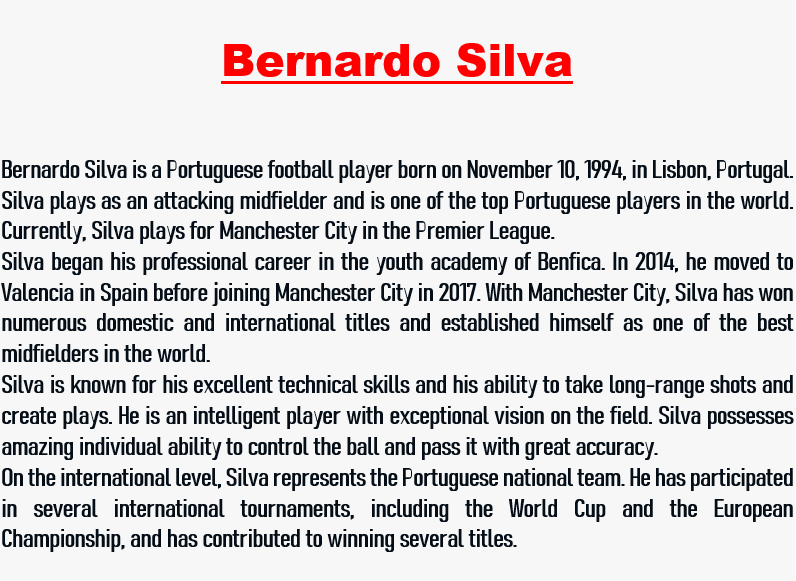 Bernardo Silva
Bernardo Silva is a Portuguese football player born on November 10, 1994, in Lisbon, Portugal.
Silva plays as an attacking midfielder and is one of the top Portuguese players in the world.
Currently, Silva plays for Manchester City in the Premier League.
Silva began his professional career in the youth academy of Benfica. In 2014, he moved to
Valencia in Spain before joining Manchester City in 2017. With Manchester City, Silva has won
numerous domestic and international titles and established himself as one of the best
midfielders in the world.
Silva is known for his excellent technical skills and his ability to take long-range shots and
create plays. He is an intelligent player with exceptional vision on the field. Silva possesses
amazing individual ability to control the ball and pass it with great accuracy.
On the international level, Silva represents the Portuguese national team. He has participated
in several international tournaments, including the World Cup and the European
Championship, and has contributed to winning several titles.